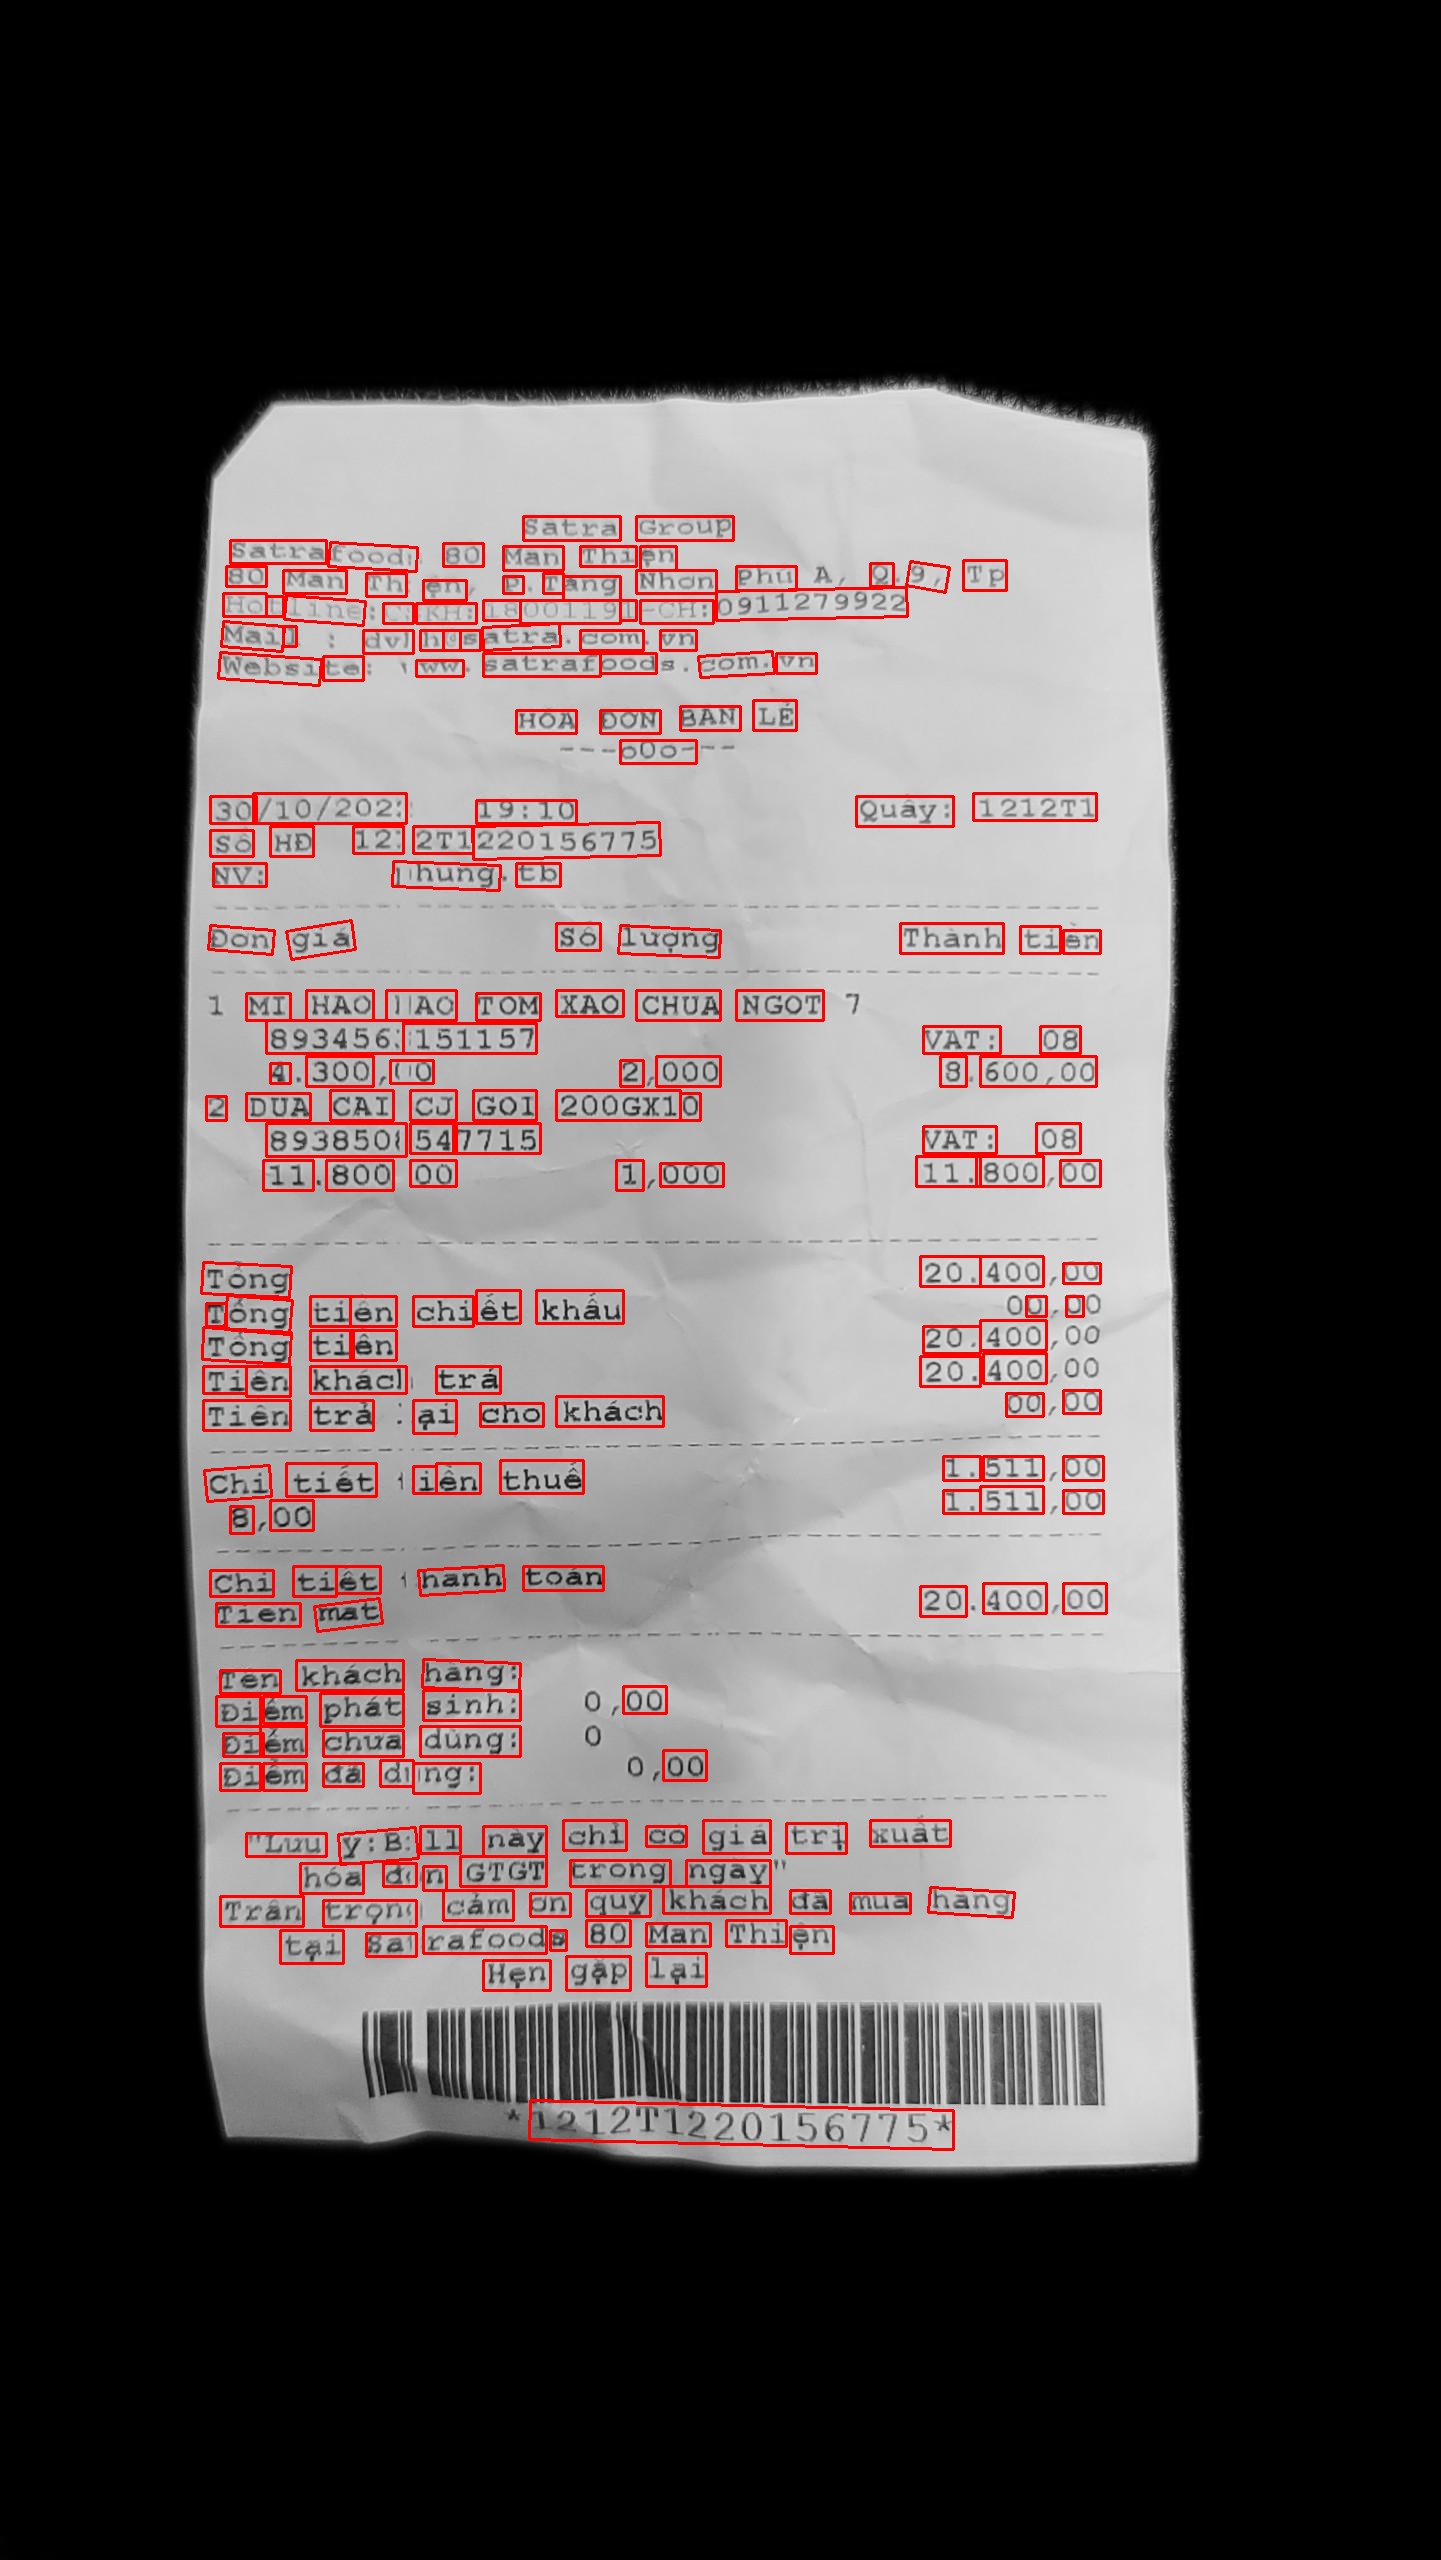 Satra Group
Satrafoods 80 Man Thiện
80 Man Thiện, P.Tăng Nhơn Phú A, Q.9, Tp
Hotline:CSKH:18001191-CH:0911279922
Mail : dvkh@satra.com.vn
Website: www.satrafoods.com.vn
HÓA ĐƠN BÁN LẺ
---oOo---
30/10/202 19:10 Quầy: 1212T1
Số HĐ 1212T1220156775
NV: phung.tb
Đơn giá Số lượng Thành tiền
1 MI HAO HAO TOM XAO CHUA NGOT 7
893456 151157 VAT: 08
4.300,00 2,000 8.600,00
2 DUA CAI CJ GOI 200GX10
8938508547715 VAT: 08
11.800 00 1,000 11.800,00
Tổng 20.400,00
Tổng tiền chiết khấu 00,00
Tổng tiền 20.400,00
Tiền khách trả 20.400,00
Tiền trả lại cho khách 00,00
Chi tiết tiền thuế 1.511,00
8,00 1.511,00
Chi tiết thanh toán
Tiền mặt 20.400,00
Tên khách hàng:
Điểm phát sinh: 0,00
Điểm chưa dùng: 0
Điểm đã dùng: 0,00
"Lưu ý:Bill này chỉ có giá trị xuất
hóa đơn GTGT trong ngày"
Trân trọng cảm ơn quý khách đã mua hàng
tại Satrafoods 80 Man Thiện
Hẹn gặp lại
*1212T1220156775*